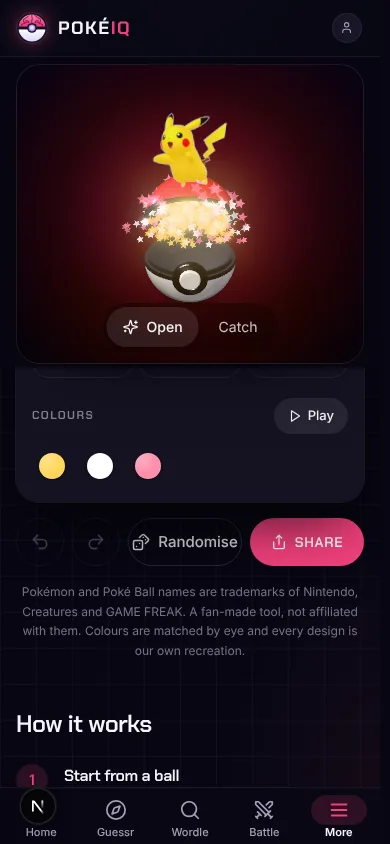 POKÉIQ
Open
Catch
COLOURS
Play
Randomise
SHARE
Pokémon and Poké Ball names are trademarks of Nintendo,
Creatures and GAME FREAK. A fan-made tool, not affiliated
with them. Colours are matched by eye and every design is
our own recreation.
How it works
1
Start from a ball
N
Home
Guessr
Wordle
Battle
More